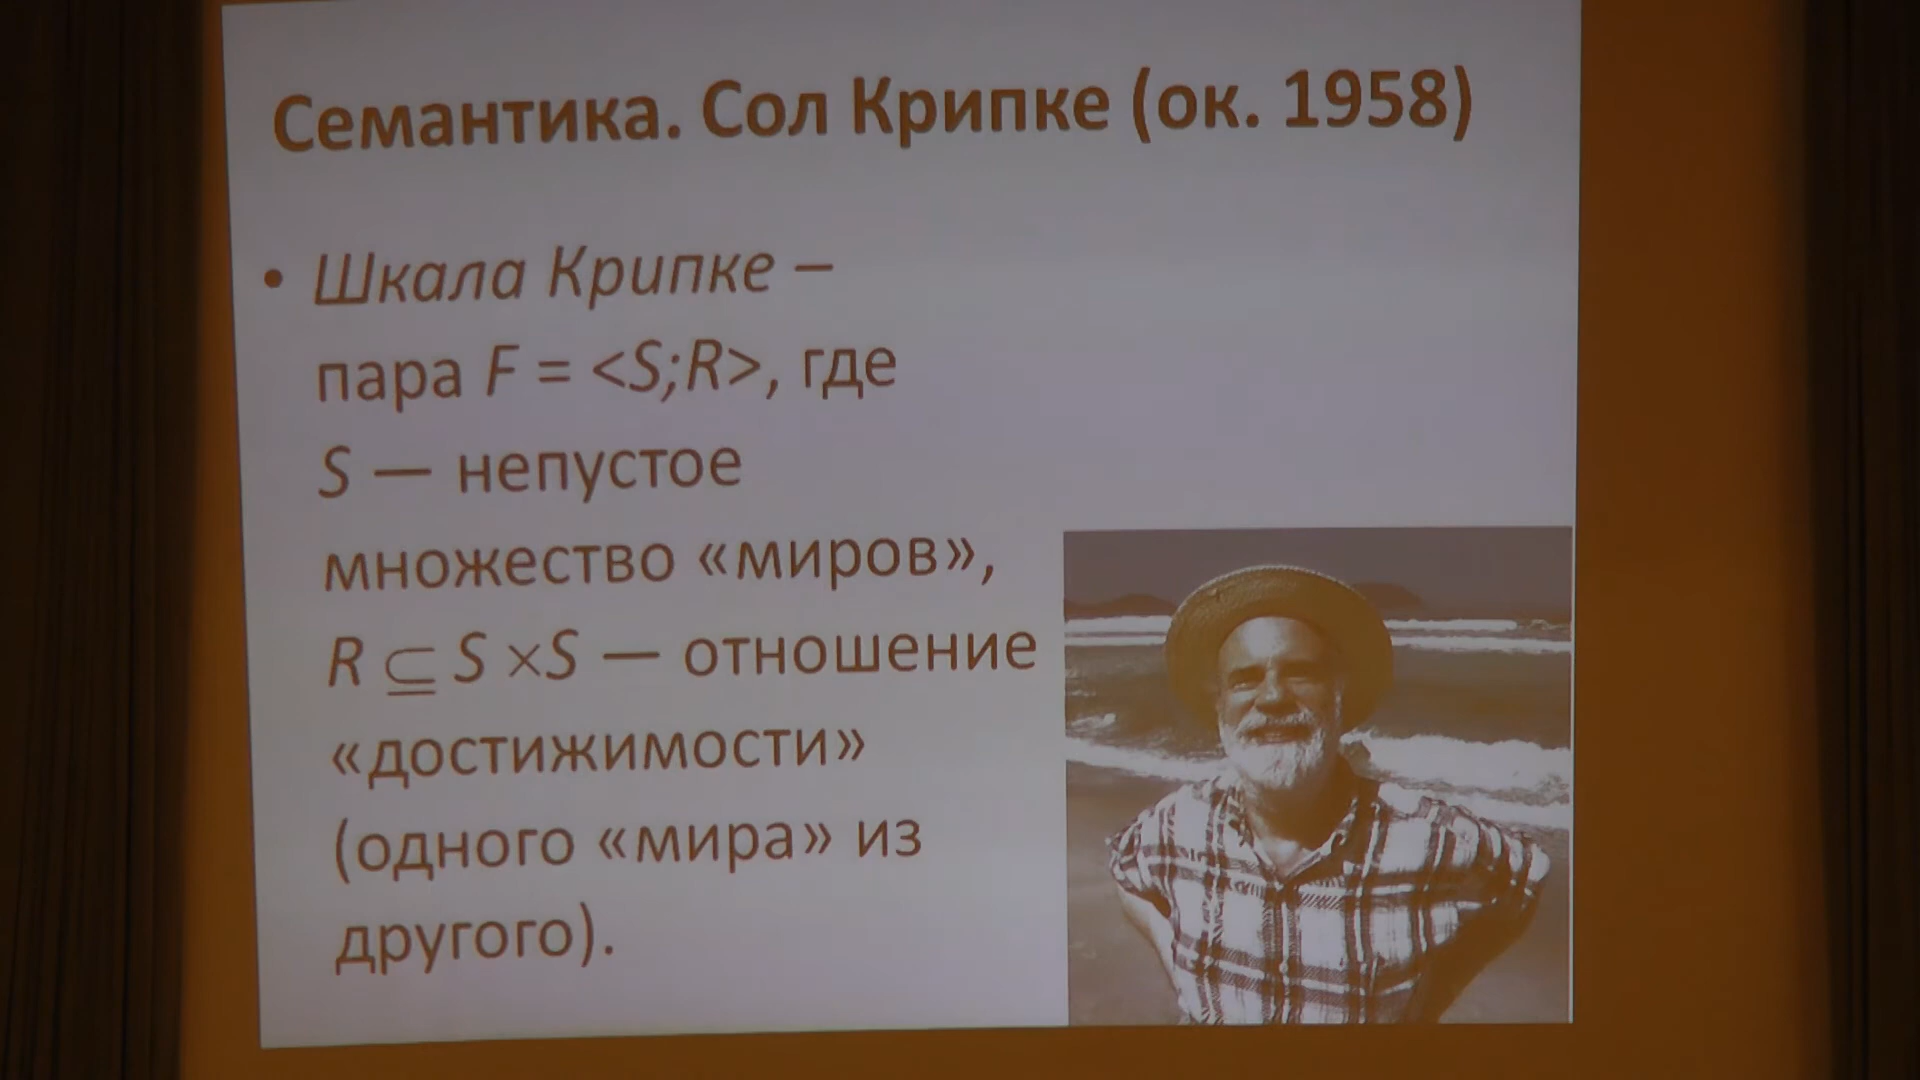 Семантика. Сол Крипке (ок. 1958)
• Шкала Крипке –
пара F = <S;R>, где
S — непустое
множество «миров»,
R ⊆ S ×S — отношение
«достижимости»
(одного «мира» из
другого).